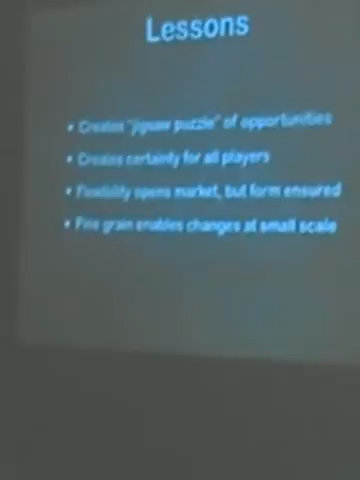 Lessons
• Creates "jigsaw puzzle" of opportunities
• Creates certainty for all players
• Flexibility opens market, but form ensured
• Fine grain enables changes at small scale